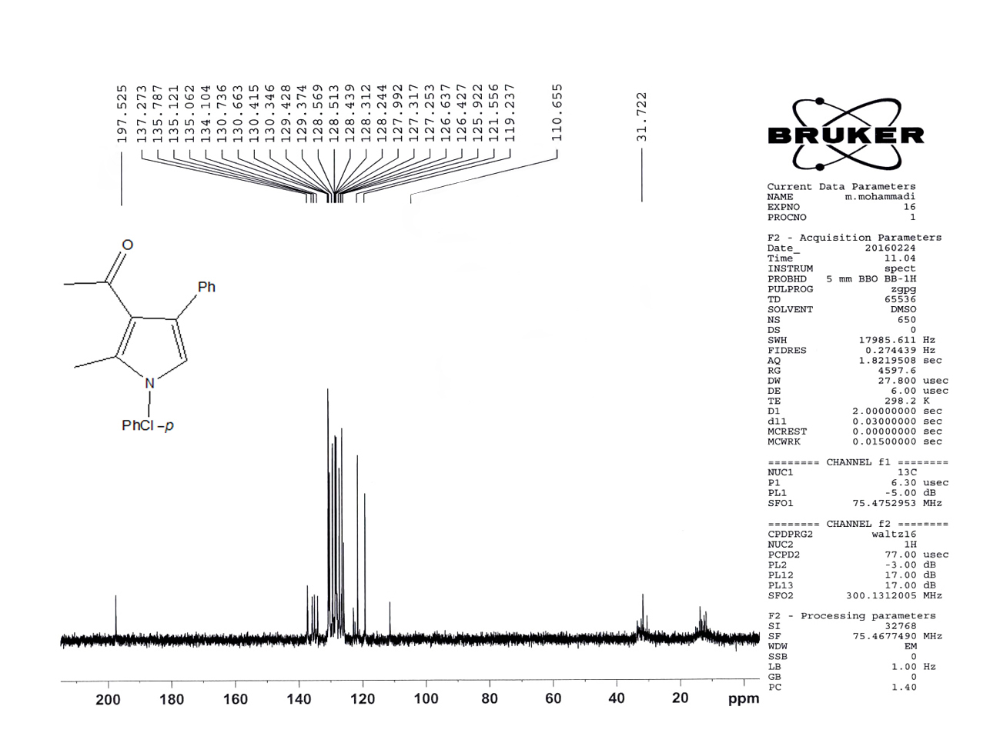 197.525
137.273
135.787
135.121
135.062
134.104
130.736
130.663
130.415
130.346
129.428
129.374
128.569
128.513
128.439
128.312
128.244
127.992
127.317
127.253
126.637
126.427
125.922
121.556
119.237
110.655
31.722
BRUKER
O
Ph
N
PhCl-p
Current Data Parameters
NAME m.mohammadi
EXPNO 16
PROCNO 1
F2 - Acquisition Parameters
Date_ 20160224
Time 11.04
INSTRUM spect
PROBHD 5 mm BBO BB-1H
PULPROG zgpg
TD 65536
SOLVENT DMSO
NS 650
DS 0
SWH 17985.611 Hz
FIDRES 0.274439 Hz
AQ 1.8219508 sec
RG 4597.6
DW 27.800 usec
DE 6.00 usec
TE 298.2 K
D1 2.00000000 sec
d11 0.03000000 sec
MCREST 0.00000000 sec
MCWRK 0.01500000 sec
======== CHANNEL f1 ========
NUC1 13C
P1 6.30 usec
PL1 -5.00 dB
SFO1 75.4752953 MHz
======== CHANNEL f2 ========
CPDPRG2 waltz16
NUC2 1H
PCPD2 77.00 usec
PL2 -3.00 dB
PL12 17.00 dB
PL13 17.00 dB
SFO2 300.1312005 MHz
F2 - Processing parameters
SI 32768
SF 75.4677490 MHz
WDW EM
SSB 0
LB 1.00 Hz
GB 0
PC 1.40
200 180 160 140 120 100 80 60 40 20 ppm